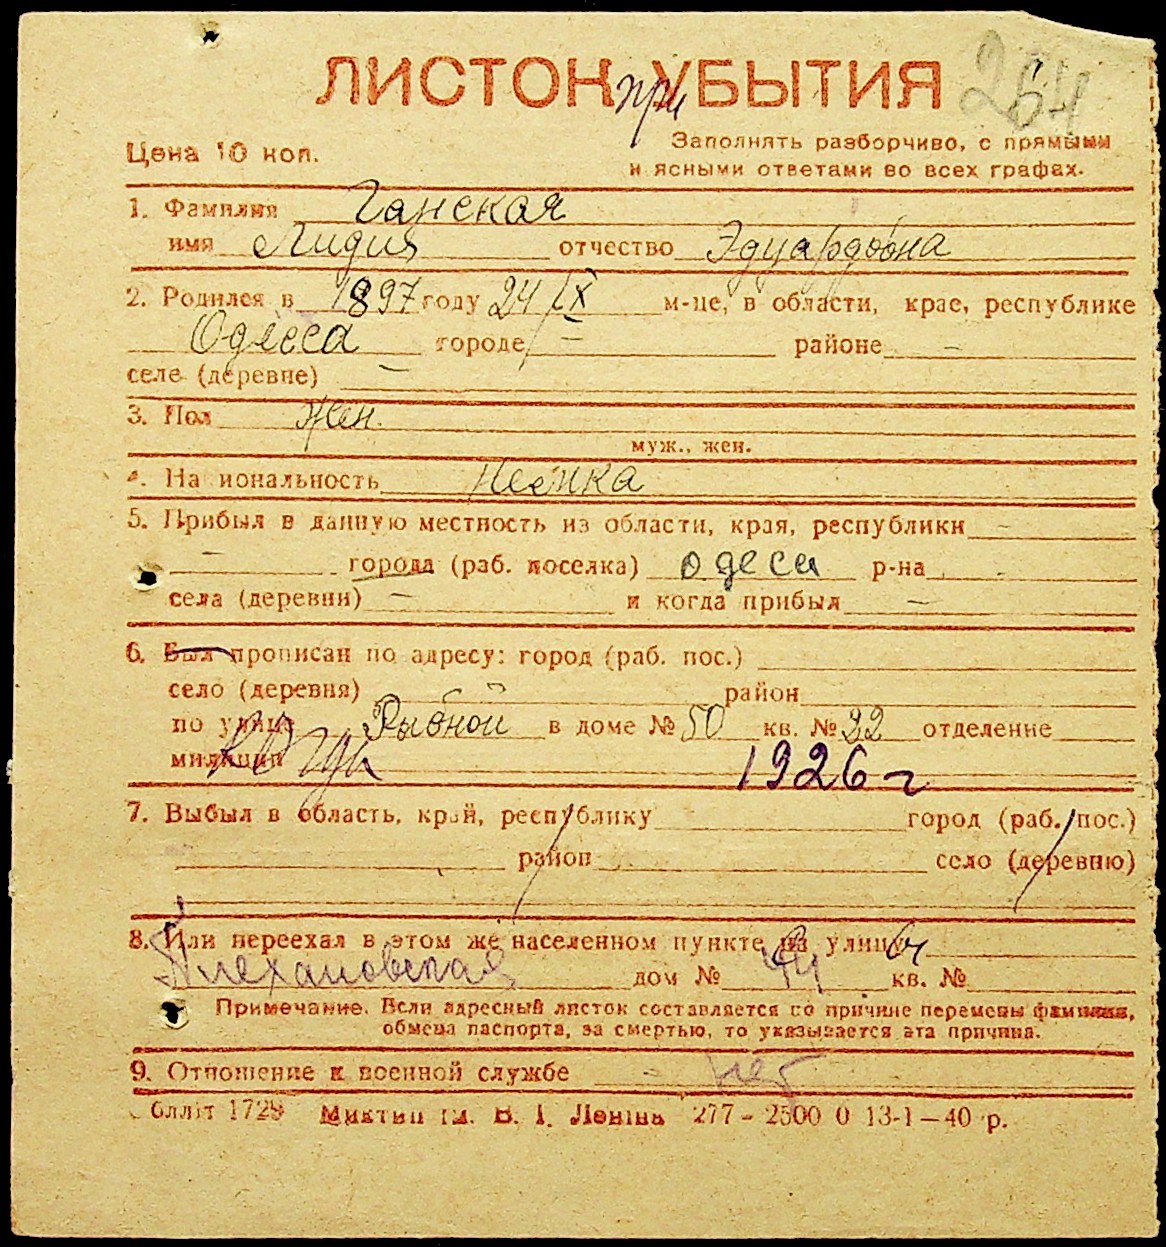 ЛИСТОК при УБЫТИЯ 264
Цена 10 коп.
Заполнять разборчиво, с прямыми
и ясными ответами во всех графах.
1. Фамилия Ганская
имя Лидия отчество Эдуардовна
2. Родился в 1897 году 24/IX м-це, в области, крае, республике
Одесса городе — районе —
селе (деревне) —
3. Пол жен.
муж., жен.
4. На иональность немка
5. Прибыл в данную местность из области, края, республики —
— города (раб. поселка) Одеси р-на
села (деревни) — и когда прибыл —
6. Был прописан по адресу: город (раб. пос.)
село (деревня) район
по улице Рыбной в доме № 50 кв. № 22 отделение
милиции 1926 г
7. Выбыл в область, край, республику город (раб. пос.)
район село (деревню)
8. Или переехал в этом же населенном пункте на улицу
Плехановская дом № кв. №
Примечание. Если адресный листок составляется по причине перемены фамилии,
обмена паспорта, за смертью, то указывается эта причина.
9. Отношение к военной службе — нет
блліт 1729 Миктип ім. В. І. Леніна 277 – 2500 0 13-1—40 р.